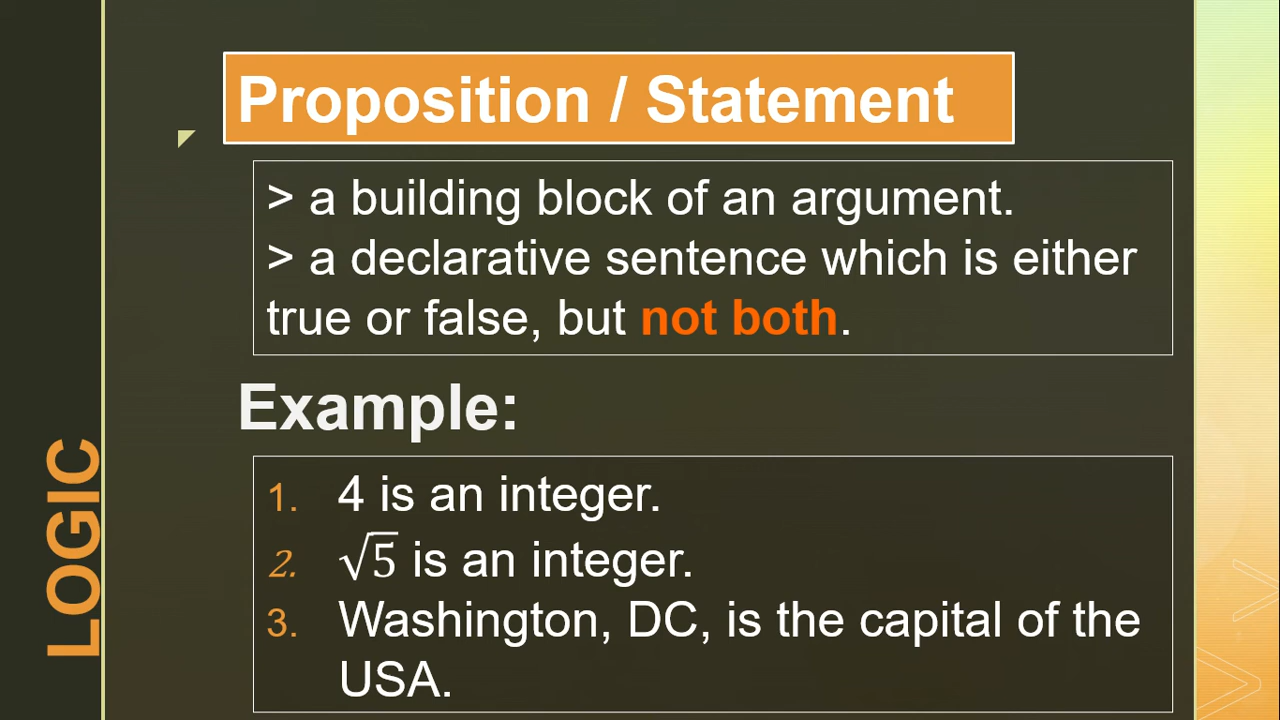 Proposition / Statement
> a building block of an argument.
> a declarative sentence which is either
true or false, but not both.
Example:
1. 4 is an integer.
2. √5 is an integer.
3. Washington, DC, is the capital of the
USA.
LOGIC